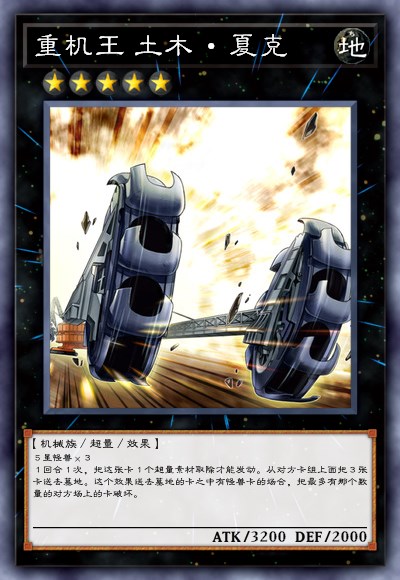 重机王 土木·夏克
地
【机械族／超量／效果】
５星怪兽×３
１回合１次，把这张卡１个超量素材取除才能发动。从对方卡组上面把３张
卡送去墓地。这个效果送去墓地的卡之中有怪兽卡的场合，把最多有那个数
量的对方场上的卡破坏。
ATK/3200 DEF/2000